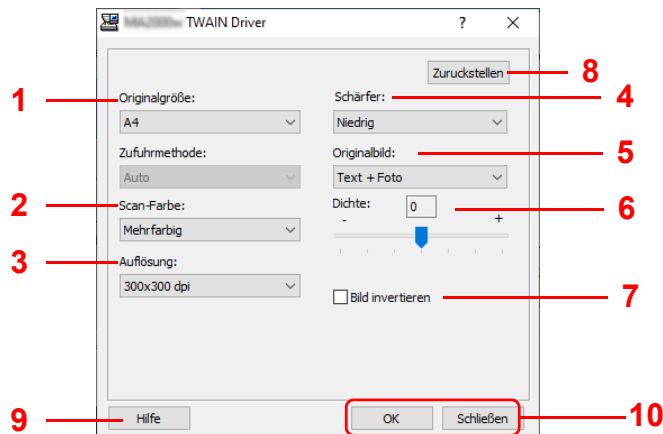 TWAIN Driver ? ×
Zuruckstellen 8
1 Originalgröße: Schärfer: 4
A4 Niedrig
Zufuhrmethode: Originalbild: 5
Auto Text + Foto
2 Scan-Farbe: Dichte: 0 6
- +
Mehrfarbig
3 Auflösung:
300x300 dpi
Bild invertieren 7
9 Hilfe OK Schließen 10